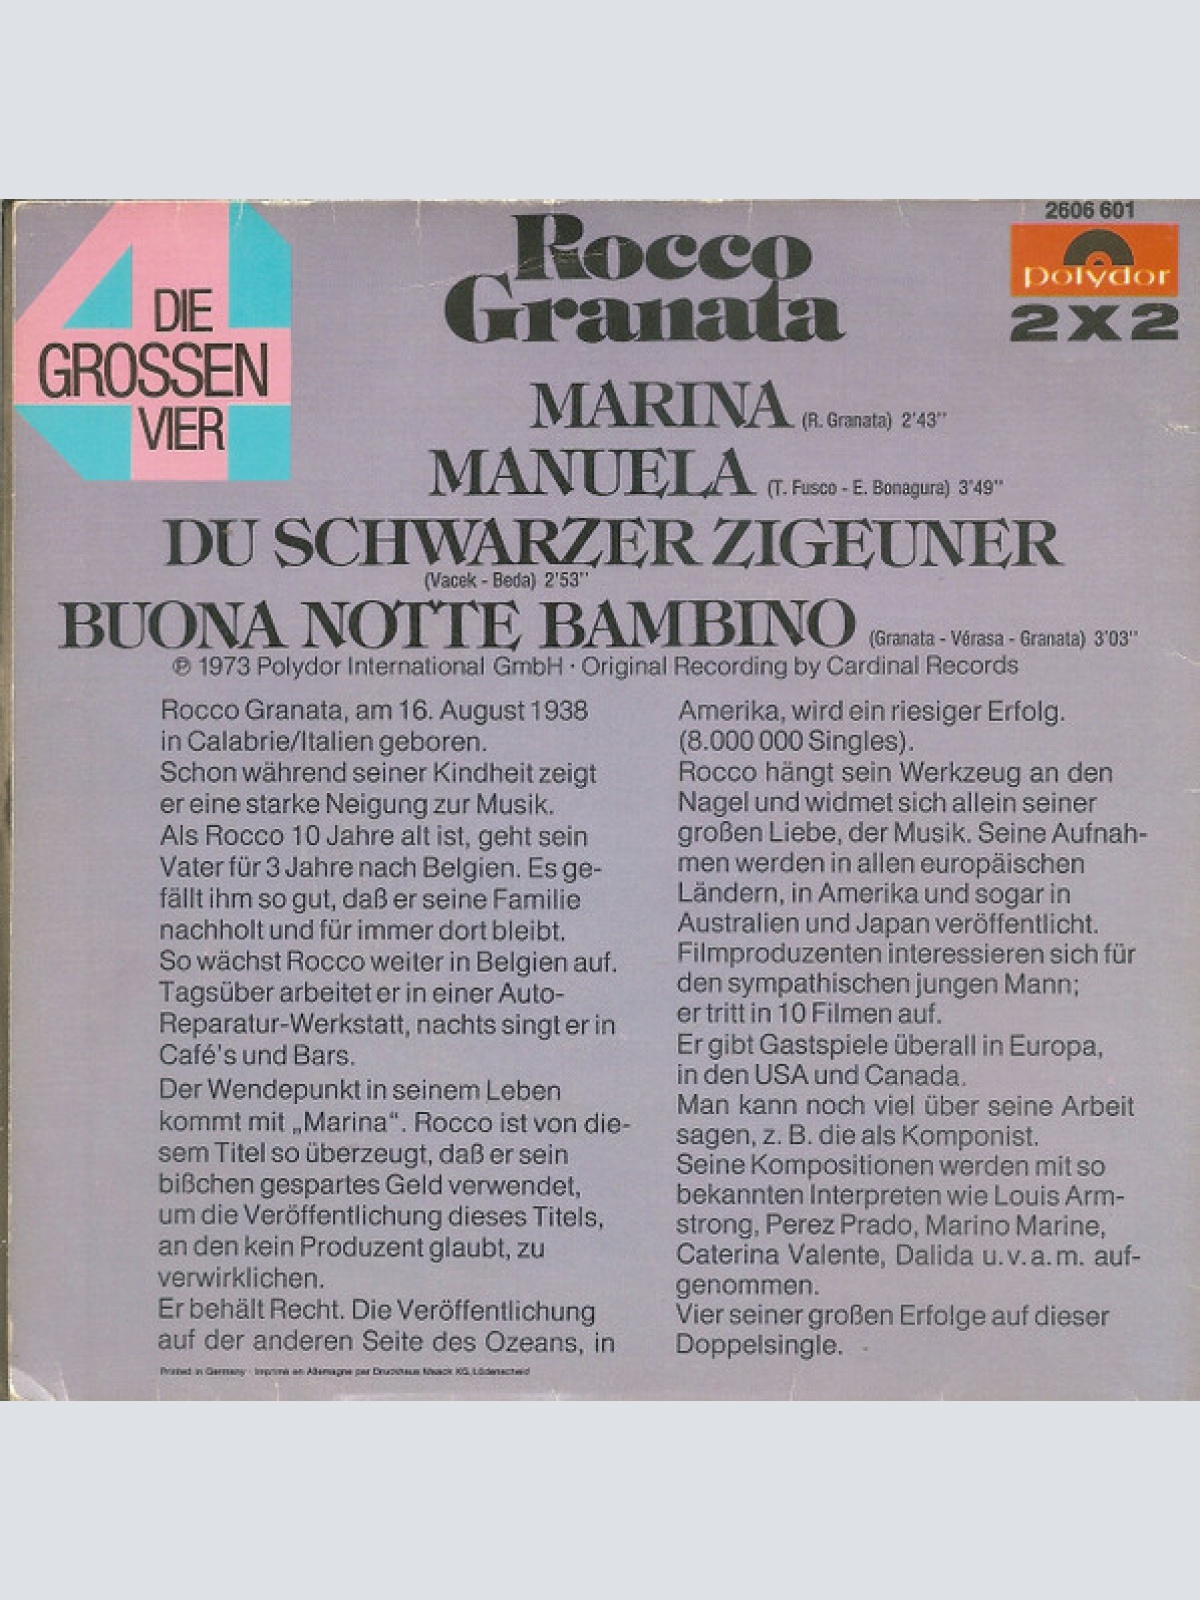 2606 601
polydor
2 X 2
4
DIE
GROSSEN
VIER
Rocco
Granata
MARINA (R. Granata) 2'43''
MANUELA (T. Fusco - E. Bonagura) 3'49''
DU SCHWARZER ZIGEUNER
(Vacek - Beda) 2'53''
BUONA NOTTE BAMBINO (Granata - Vérasa - Granata) 3'03''
℗ 1973 Polydor International GmbH · Original Recording by Cardinal Records
Rocco Granata, am 16. August 1938
in Calabrie/Italien geboren.
Schon während seiner Kindheit zeigt
er eine starke Neigung zur Musik.
Als Rocco 10 Jahre alt ist, geht sein
Vater für 3 Jahre nach Belgien. Es ge-
fällt ihm so gut, daß er seine Familie
nachholt und für immer dort bleibt.
So wächst Rocco weiter in Belgien auf.
Tagsüber arbeitet er in einer Auto-
Reparatur-Werkstatt, nachts singt er in
Café's und Bars.
Der Wendepunkt in seinem Leben
kommt mit „Marina“. Rocco ist von die-
sem Titel so überzeugt, daß er sein
bißchen gespartes Geld verwendet,
um die Veröffentlichung dieses Titels,
an den kein Produzent glaubt, zu
verwirklichen.
Er behält Recht. Die Veröffentlichung
auf der anderen Seite des Ozeans, in
Amerika, wird ein riesiger Erfolg.
(8.000 000 Singles).
Rocco hängt sein Werkzeug an den
Nagel und widmet sich allein seiner
großen Liebe, der Musik. Seine Aufnah-
men werden in allen europäischen
Ländern, in Amerika und sogar in
Australien und Japan veröffentlicht.
Filmproduzenten interessieren sich für
den sympathischen jungen Mann;
er tritt in 10 Filmen auf.
Er gibt Gastspiele überall in Europa,
in den USA und Canada.
Man kann noch viel über seine Arbeit
sagen, z. B. die als Komponist.
Seine Kompositionen werden mit so
bekannten Interpreten wie Louis Arm-
strong, Perez Prado, Marino Marine,
Caterina Valente, Dalida u.v.a.m. auf-
genommen.
Vier seiner großen Erfolge auf dieser
Doppelsingle.
Printed in Germany · Imprimé en Allemagne par Druckhaus Maack KG, Lüdenscheid